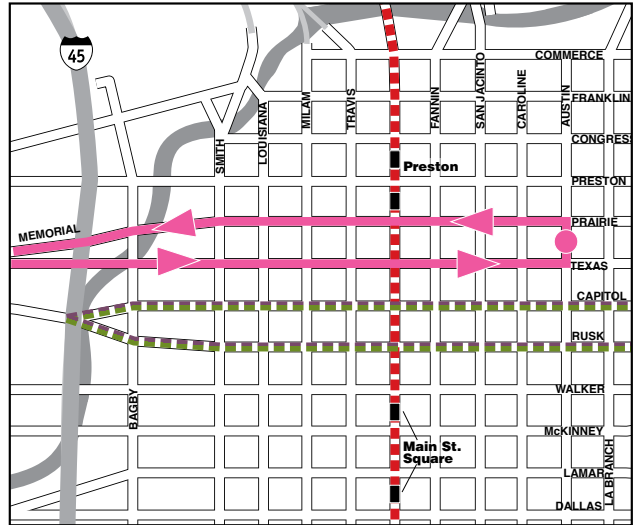 45
COMMERCE
FRANKLIN
CONGRESS
PRESTON
PRAIRIE
TEXAS
CAPITOL
RUSK
WALKER
McKINNEY
LAMAR
DALLAS
SMITH
LOUISIANA
MILAM
TRAVIS
FANNIN
SAN JACINTO
CAROLINE
AUSTIN
Preston
MEMORIAL
BAGBY
Main St.
Square
LA BRANCH